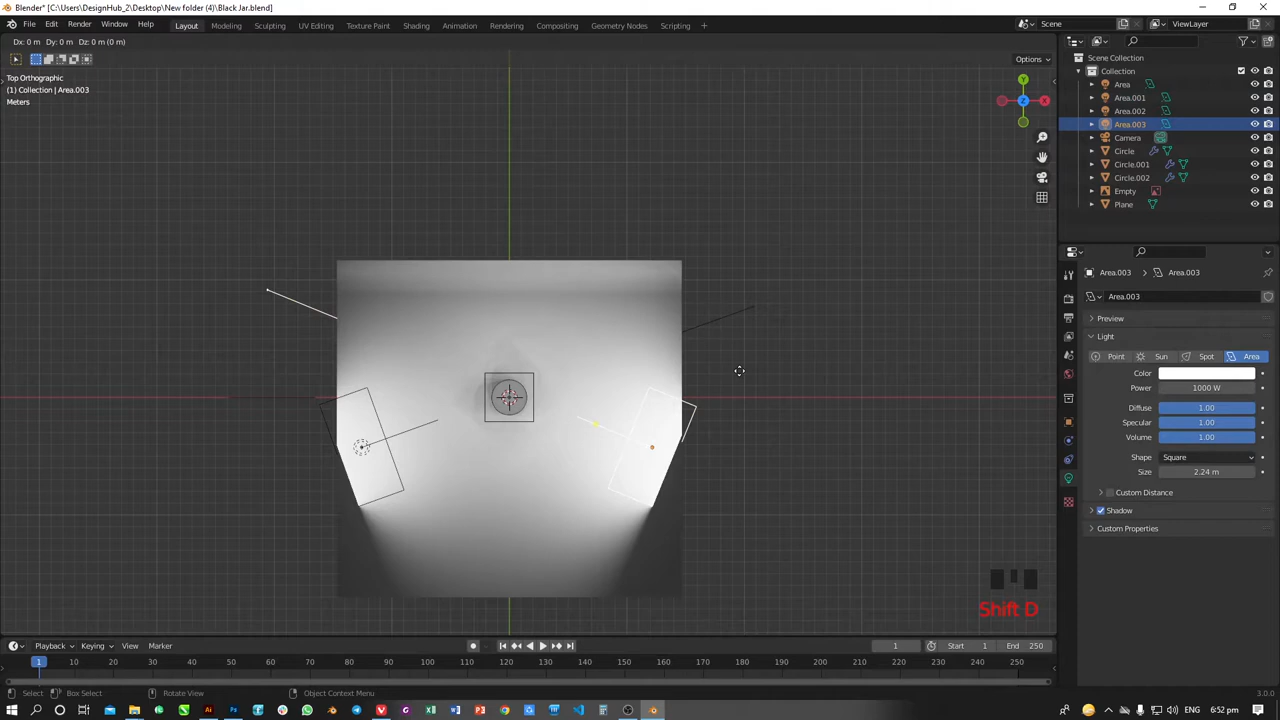 Blender* [C:\Users\DesignHub_2\Desktop\New folder (4)\Black Jar.blend]
File Edit Render Window Help Layout Modeling Sculpting UV Editing Texture Paint Shading Animation Rendering Compositing Geometry Nodes Scripting Scene ViewLayer
Dx: 0 m Dy: 0 m Dz: 0 m (0 m)
Options
Top Orthographic
(1) Collection | Area.003
Meters
Y
Z
X
Scene Collection
Collection
Area
Area.001
Area.002
Area.003
Camera
Circle
Circle.001
Circle.002
Empty
Plane
Area.003 Area.003
Area.003
Preview
Light
Point Sun Spot Area
Color
Power 1000 W
Diffuse 1.00
Specular 1.00
Volume 1.00
Shape Square
Size 2.24 m
Custom Distance
Shadow
Custom Properties
Shift D
Playback Keying View Marker 1 Start 1 End 250
1 10 20 30 40 50 60 70 80 90 100 110 120 130 140 150 160 170 180 190 200 210 220 230 240 250
Select Box Select Rotate View Object Context Menu 3.0.0
ENG 6:52 pm